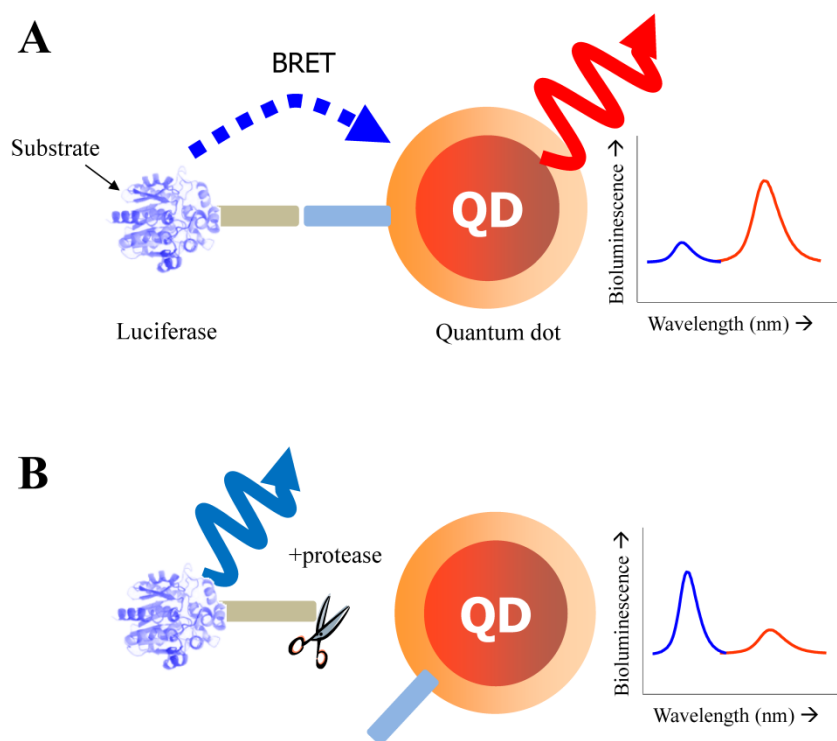 A
BRET
Substrate
QD
Bioluminescence →
Wavelength (nm) →
Luciferase
Quantum dot
B
+protease
QD
Bioluminescence →
Wavelength (nm) →